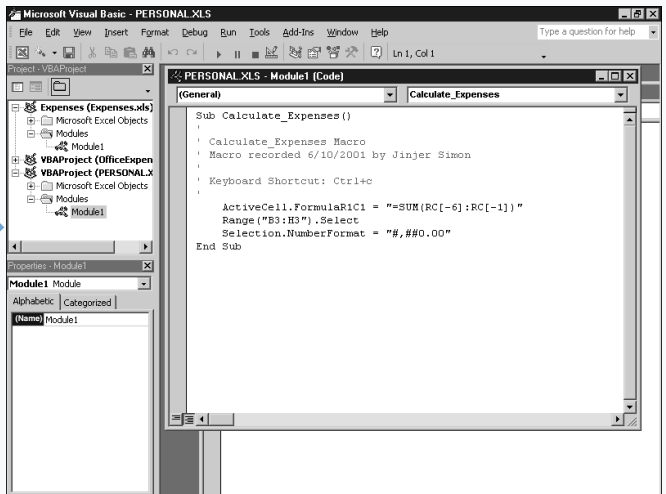 Microsoft Visual Basic - PERSONAL.XLS
File Edit View Insert Format Debug Run Tools Add-Ins Window Help
Type a question for help
Ln 1, Col 1
Project - VBAProject
Expenses (Expenses.xls)
Microsoft Excel Objects
Modules
Module1
VBAProject (OfficeExpen
VBAProject (PERSONAL.X
Microsoft Excel Objects
Modules
Module1
Properties - Module1
Module1 Module
Alphabetic Categorized
(Name) Module1
PERSONAL.XLS - Module1 (Code)
(General) Calculate_Expenses
Sub Calculate_Expenses()
'
' Calculate_Expenses Macro
' Macro recorded 6/10/2001 by Jinjer Simon
'
' Keyboard Shortcut: Ctrl+c
'
ActiveCell.FormulaR1C1 = "=SUM(RC[-6]:RC[-1])"
Range("B3:H3").Select
Selection.NumberFormat = "#,##0.00"
End Sub